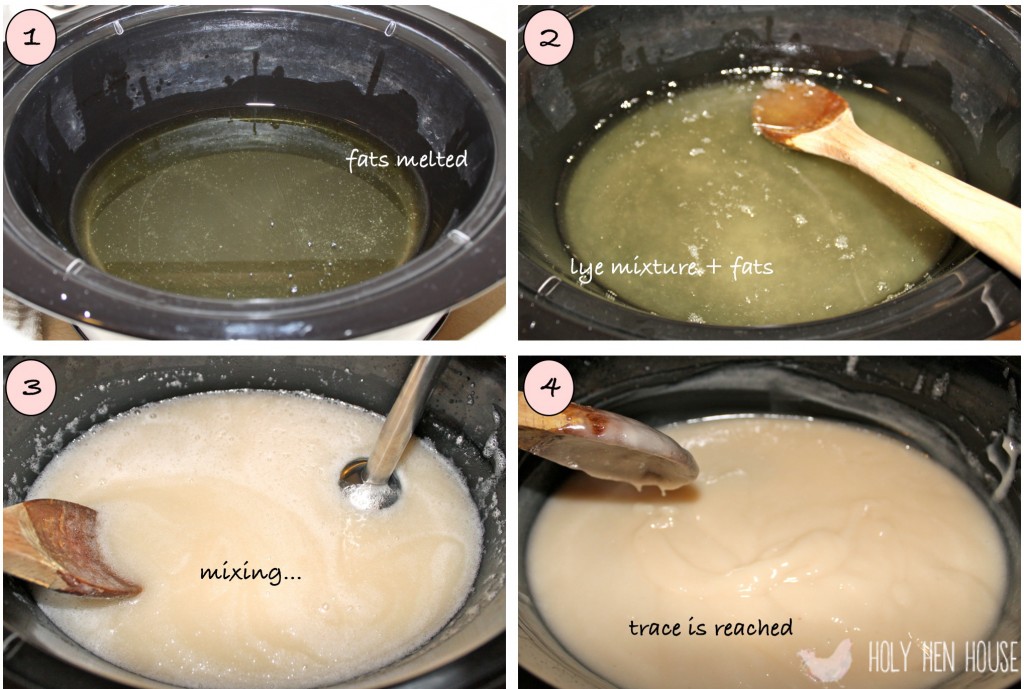 1
fats melted
2
lye mixture + fats
3
mixing...
4
trace is reached
HOLY HEN HOUSE